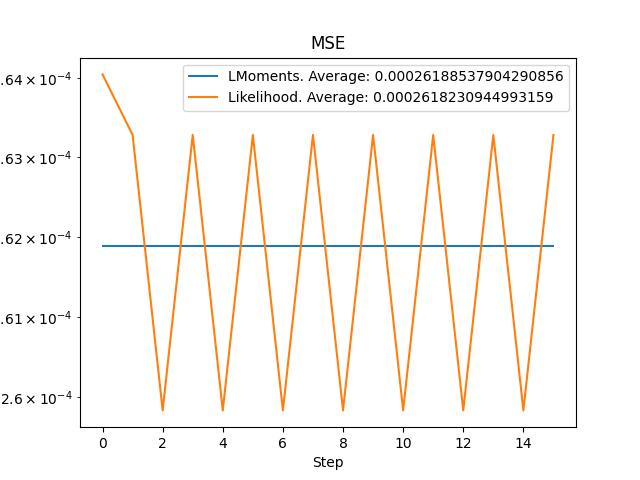 MSE
LMoments. Average: 0.00026188537904290856
Likelihood. Average: 0.0002618230944993159
.64 × 10⁻⁴
.63 × 10⁻⁴
.62 × 10⁻⁴
.61 × 10⁻⁴
2.6 × 10⁻⁴
0 2 4 6 8 10 12 14
Step